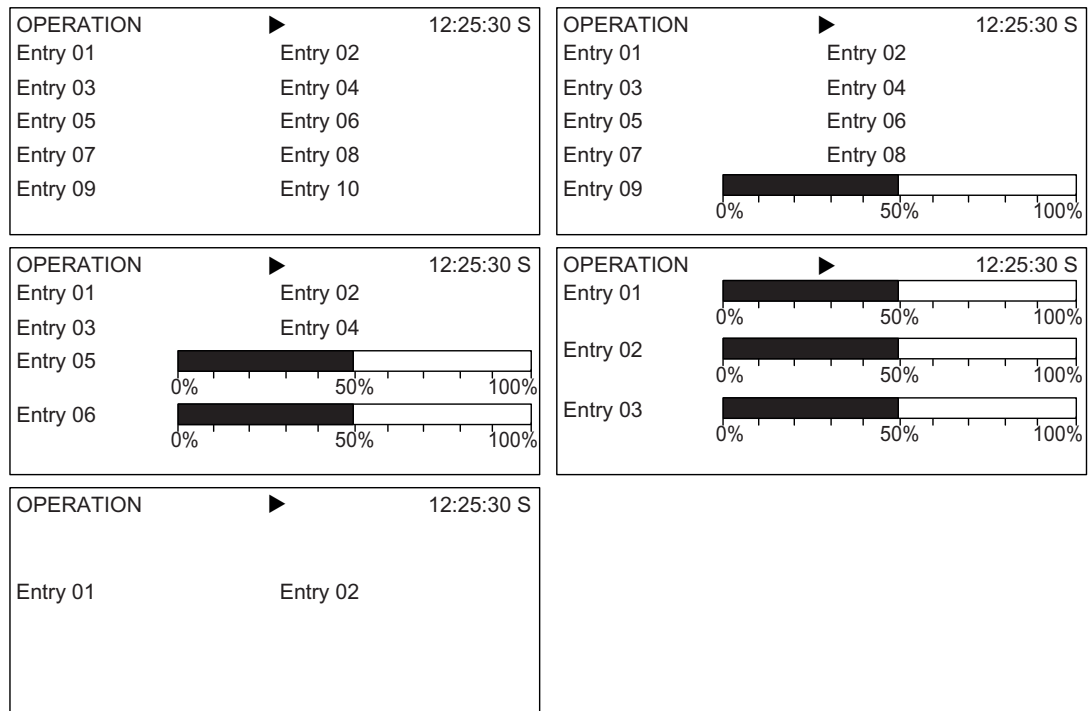 OPERATION ▶ 12:25:30 S
Entry 01 Entry 02
Entry 03 Entry 04
Entry 05 Entry 06
Entry 07 Entry 08
Entry 09 Entry 10
OPERATION ▶ 12:25:30 S
Entry 01 Entry 02
Entry 03 Entry 04
Entry 05 Entry 06
Entry 07 Entry 08
Entry 09
0% 50% 100%
OPERATION ▶ 12:25:30 S
Entry 01 Entry 02
Entry 03 Entry 04
Entry 05
0% 50% 100%
Entry 06
0% 50% 100%
OPERATION ▶ 12:25:30 S
Entry 01
0% 50% 100%
Entry 02
0% 50% 100%
Entry 03
0% 50% 100%
OPERATION ▶ 12:25:30 S
Entry 01 Entry 02